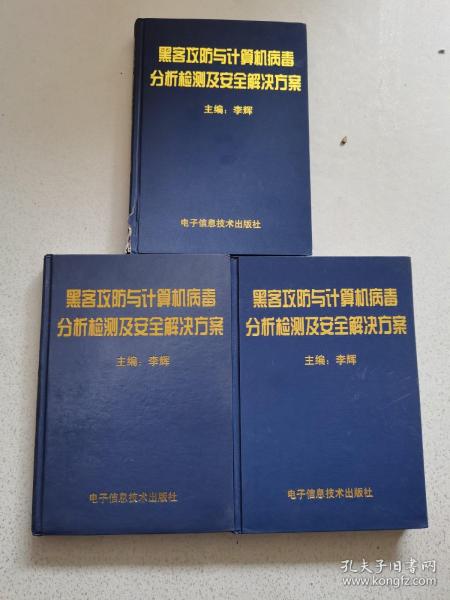 黑客攻防与计算机病毒
分析检测及安全解决方案
主编：李辉
电子信息技术出版社
黑客攻防与计算机病毒
分析检测及安全解决方案
主编：李辉
电子信息技术出版社
黑客攻防与计算机病毒
分析检测及安全解决方案
主编：李辉
电子信息技术出版社
孔夫子旧书网
www.kongfz.com